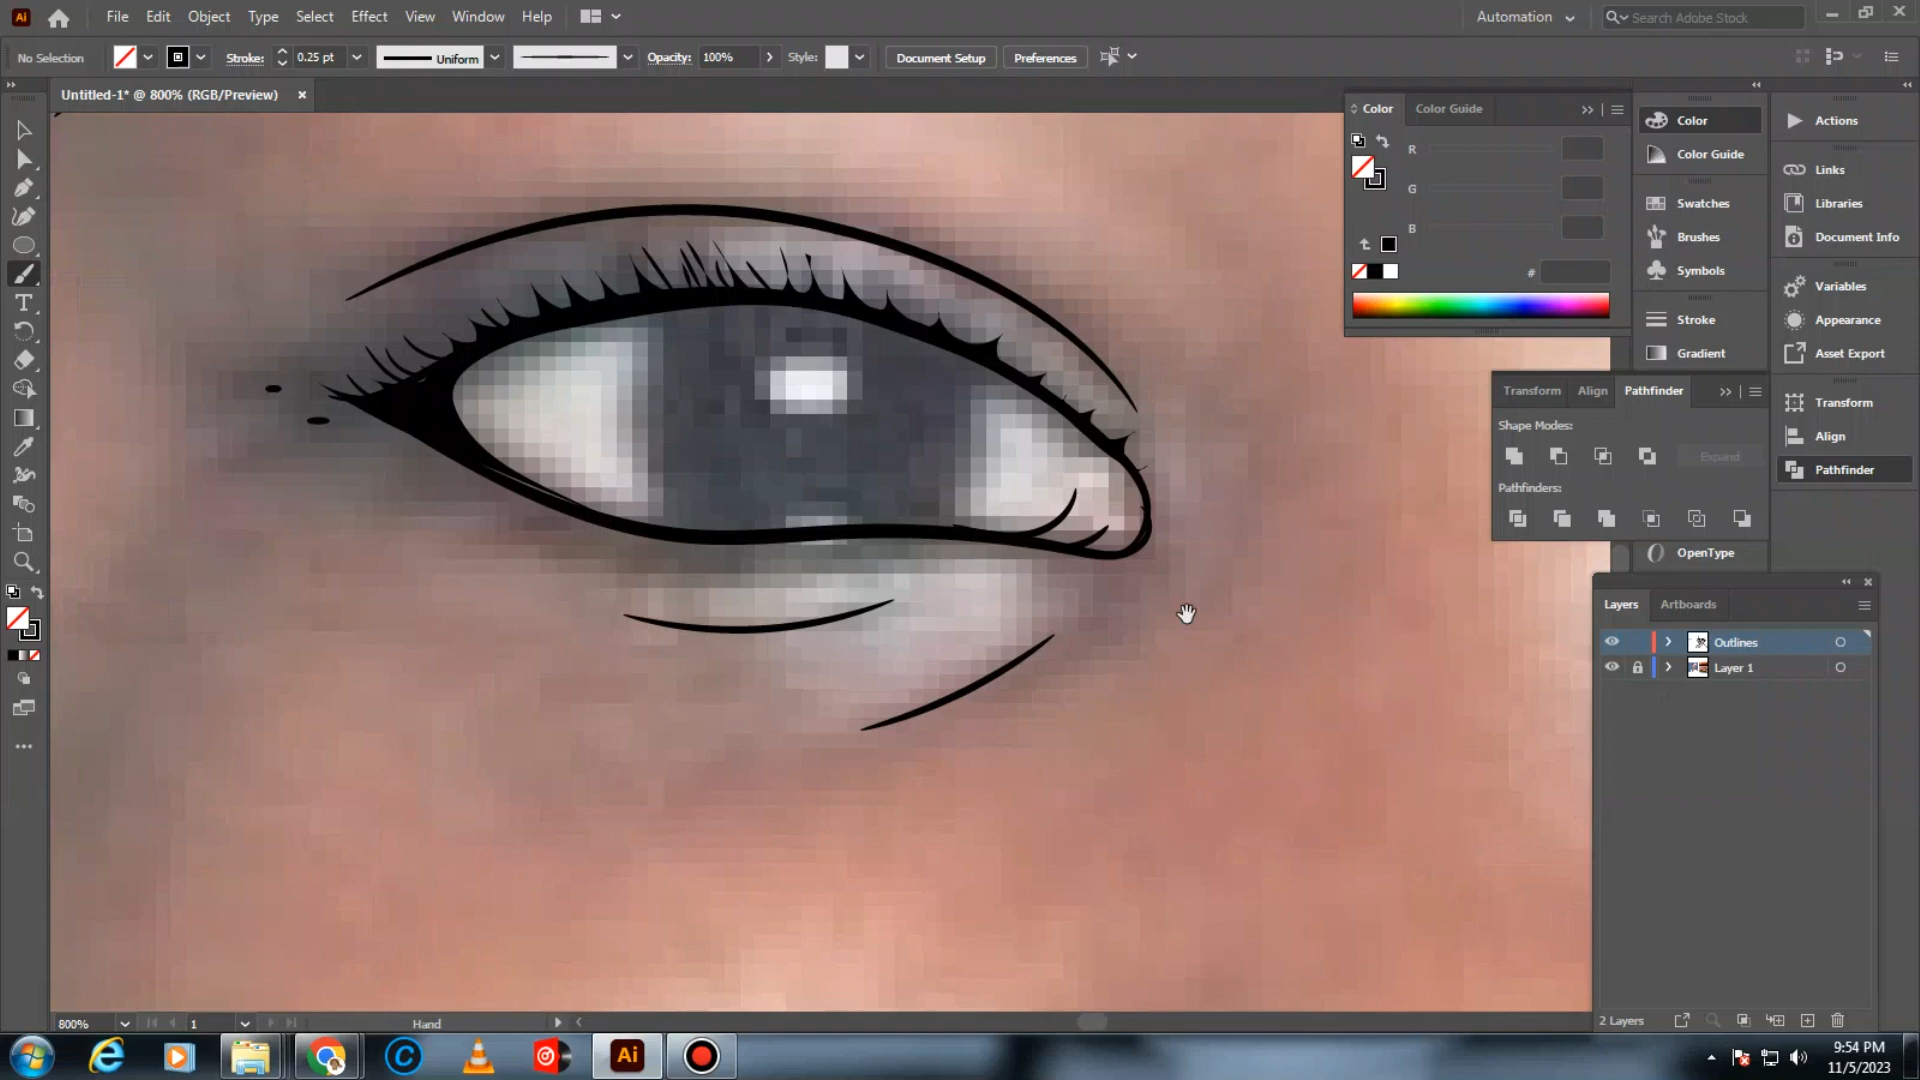 Ai File Edit Object Type Select Effect View Window Help Automation Search Adobe Stock
No Selection Stroke: 0.25 pt Uniform Opacity: 100% Style: Document Setup Preferences
Untitled-1* @ 800% (RGB/Preview) ×
Color Color Guide
R
G
B
#
Color
Color Guide
Swatches
Brushes
Symbols
Stroke
Gradient
OpenType
Actions
Links
Libraries
Document Info
Variables
Appearance
Asset Export
Transform
Align
Pathfinder
Transform Align Pathfinder
Shape Modes:
Expand
Pathfinders:
Layers Artboards
Outlines
Layer 1
2 Layers
800% 1 Hand
Ai
9:54 PM
11/5/2023